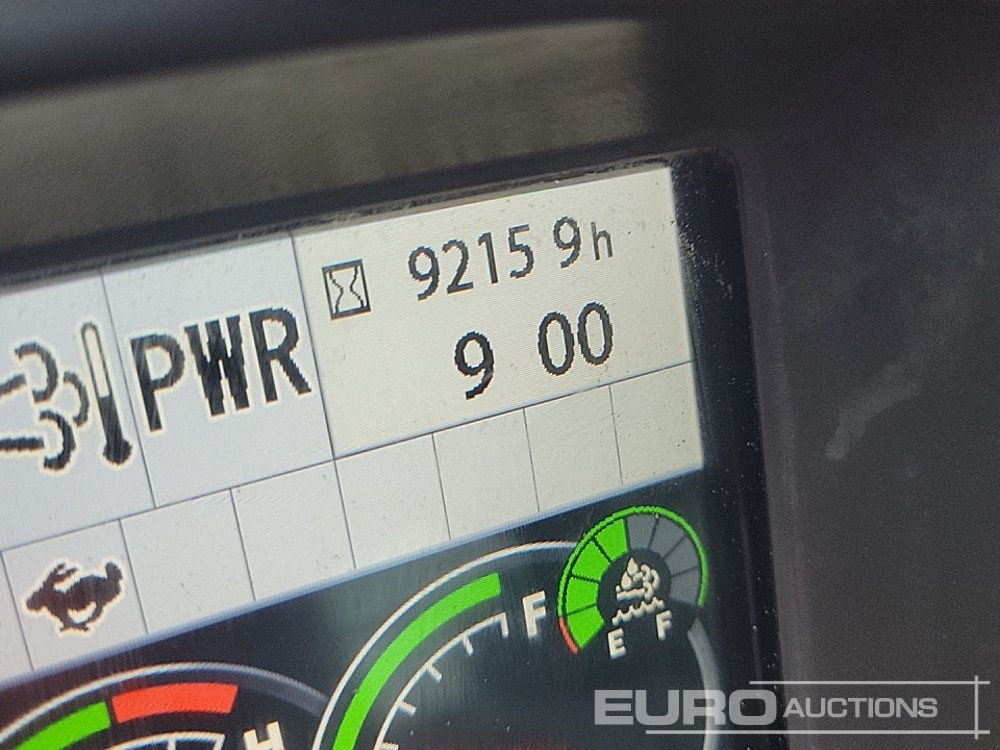 9215 9h
PWR
9 00
F
E F
H
EURO AUCTIONS